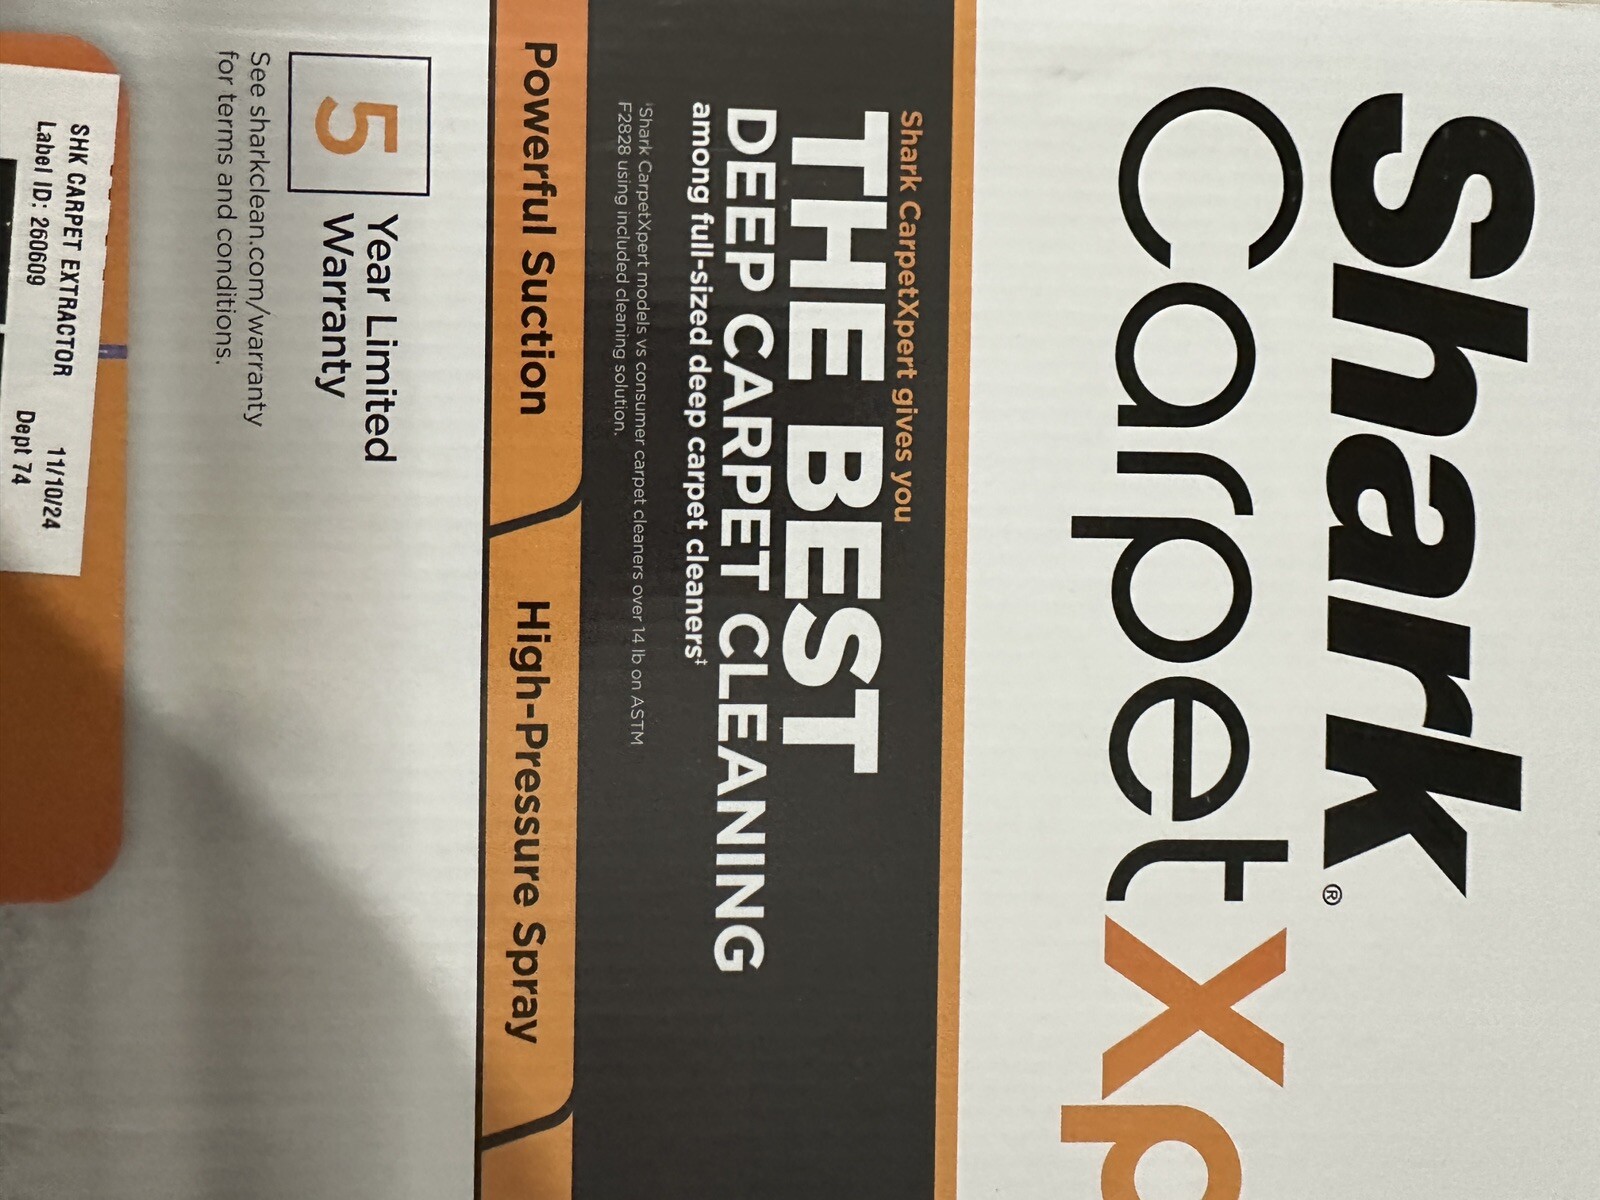 Shark®
CarpetXp
Shark CarpetXpert gives you
THE BEST
DEEP CARPET CLEANING
among full-sized deep carpet cleaners‡
‡Shark CarpetXpert models vs consumer carpet cleaners over 14 lb on ASTM
F2828 using included cleaning solution.
Powerful Suction
High-Pressure Spray
5 Year Limited
Warranty
See sharkclean.com/warranty
for terms and conditions.
SHK CARPET EXTRACTOR 11/10/24
Label ID: 260609 Dept 74